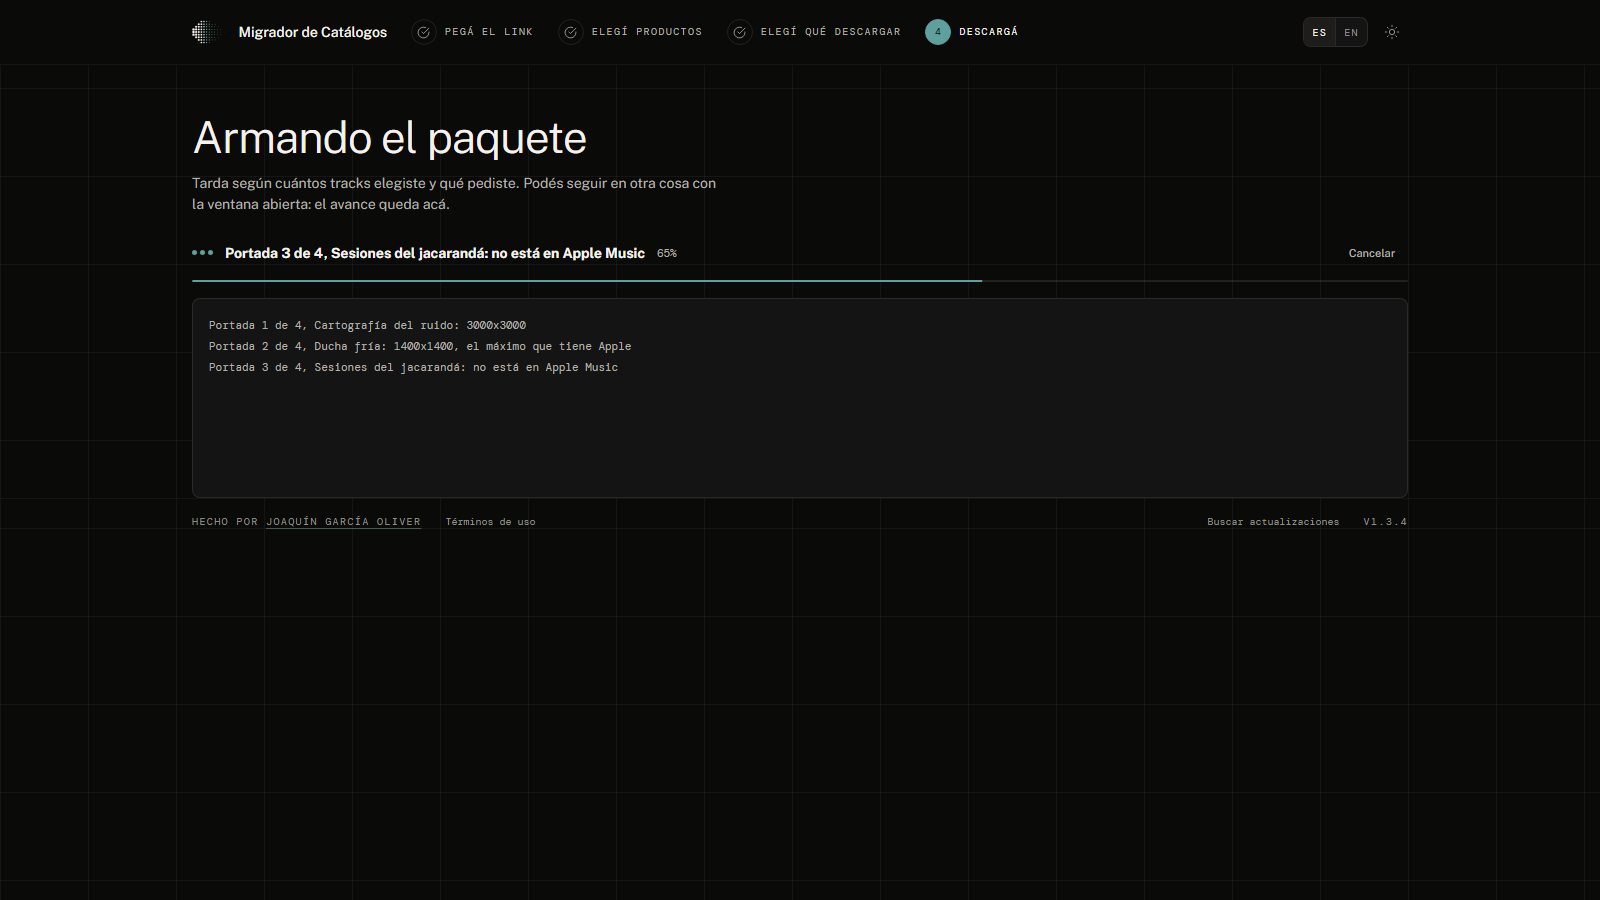 Migrador de Catálogos
PEGÁ EL LINK
ELEGÍ PRODUCTOS
ELEGÍ QUÉ DESCARGAR
4 DESCARGÁ
ES EN
Armando el paquete
Tarda según cuántos tracks elegiste y qué pediste. Podés seguir en otra cosa con
la ventana abierta: el avance queda acá.
Portada 3 de 4, Sesiones del jacarandá: no está en Apple Music 65% Cancelar
Portada 1 de 4, Cartografía del ruido: 3000x3000
Portada 2 de 4, Ducha fría: 1400x1400, el máximo que tiene Apple
Portada 3 de 4, Sesiones del jacarandá: no está en Apple Music
HECHO POR JOAQUÍN GARCÍA OLIVER Términos de uso Buscar actualizaciones V1.3.4